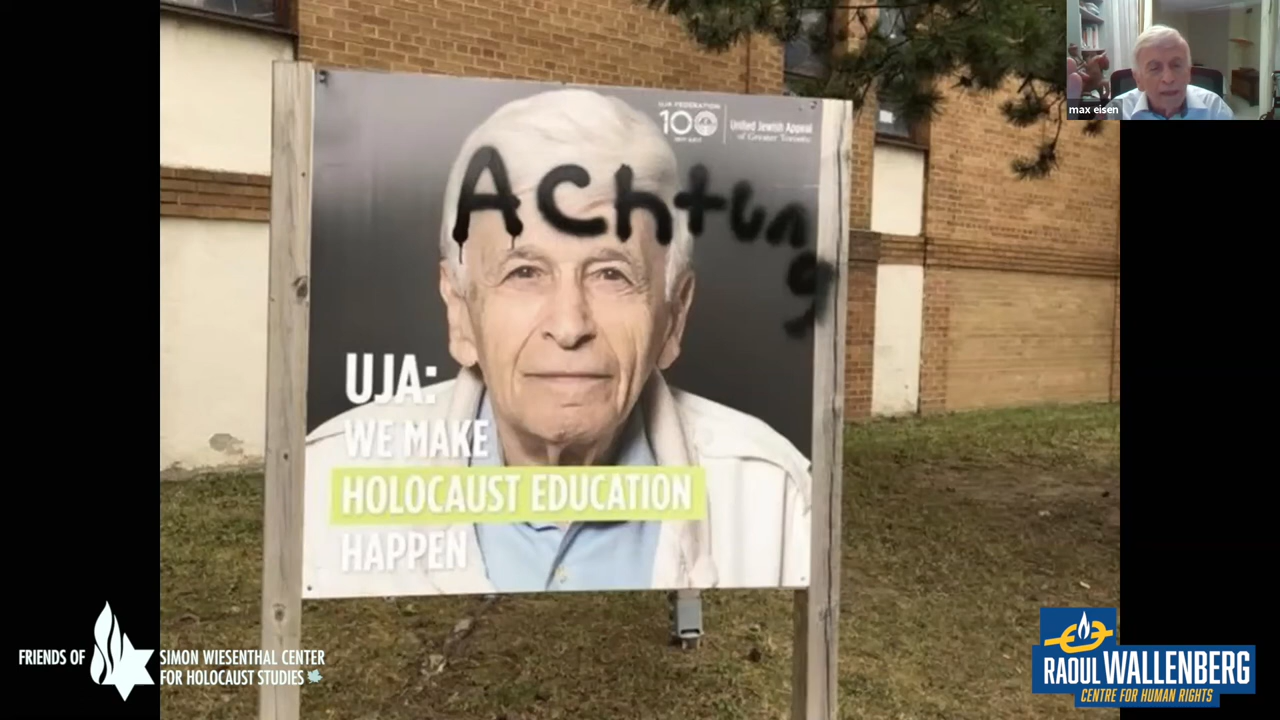 max eisen
UJA FEDERATION
100
United Jewish Appeal
of Greater Toronto
Achtung
UJA:
WE MAKE
HOLOCAUST EDUCATION
HAPPEN
FRIENDS OF
SIMON WIESENTHAL CENTER
FOR HOLOCAUST STUDIES
RAOUL WALLENBERG
CENTRE FOR HUMAN RIGHTS